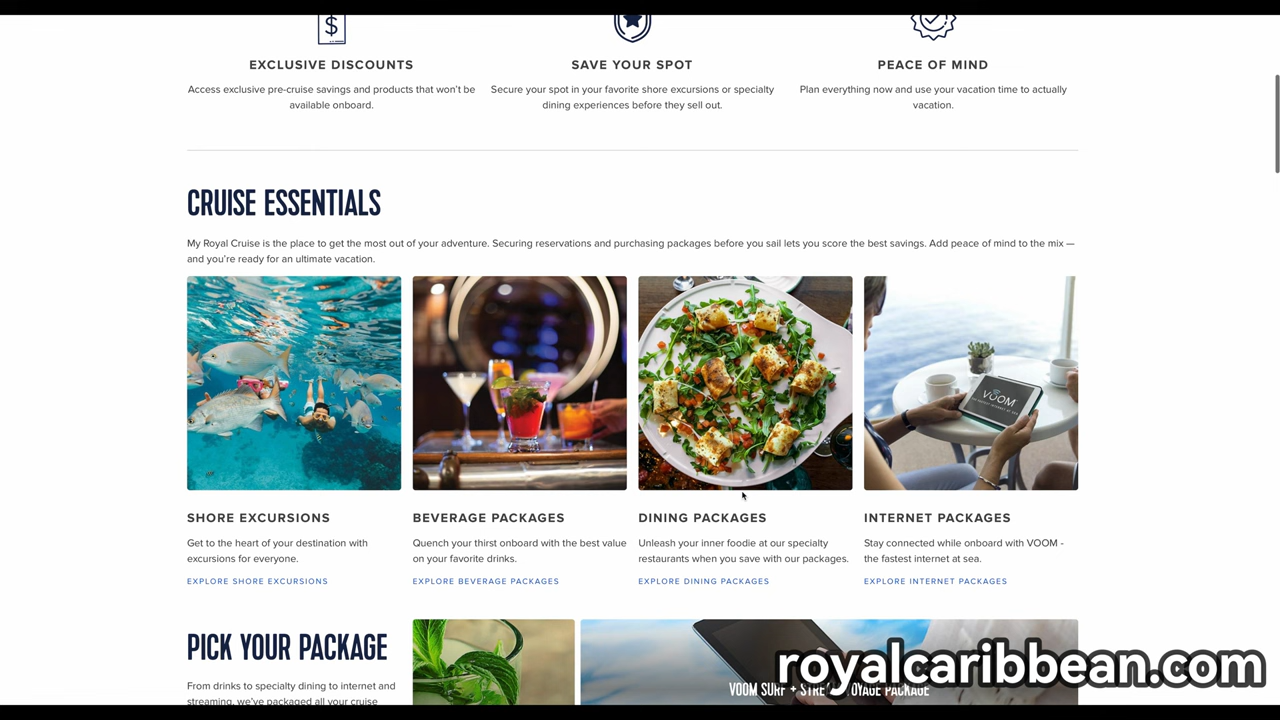 EXCLUSIVE DISCOUNTS
Access exclusive pre-cruise savings and products that won't be
available onboard.
SAVE YOUR SPOT
Secure your spot in your favorite shore excursions or specialty
dining experiences before they sell out.
PEACE OF MIND
Plan everything now and use your vacation time to actually
vacation.
CRUISE ESSENTIALS
My Royal Cruise is the place to get the most out of your adventure. Securing reservations and purchasing packages before you sail lets you score the best savings. Add peace of mind to the mix —
and you're ready for an ultimate vacation.
VOOM
SHORE EXCURSIONS
Get to the heart of your destination with
excursions for everyone.
EXPLORE SHORE EXCURSIONS
BEVERAGE PACKAGES
Quench your thirst onboard with the best value
on your favorite drinks.
EXPLORE BEVERAGE PACKAGES
DINING PACKAGES
Unleash your inner foodie at our specialty
restaurants when you save with our packages.
EXPLORE DINING PACKAGES
INTERNET PACKAGES
Stay connected while onboard with VOOM -
the fastest internet at sea.
EXPLORE INTERNET PACKAGES
PICK YOUR PACKAGE
From drinks to specialty dining to internet and
streaming, we've packaged all your cruise
VOOM SURF + PACKAGE
royalcaribbean.com